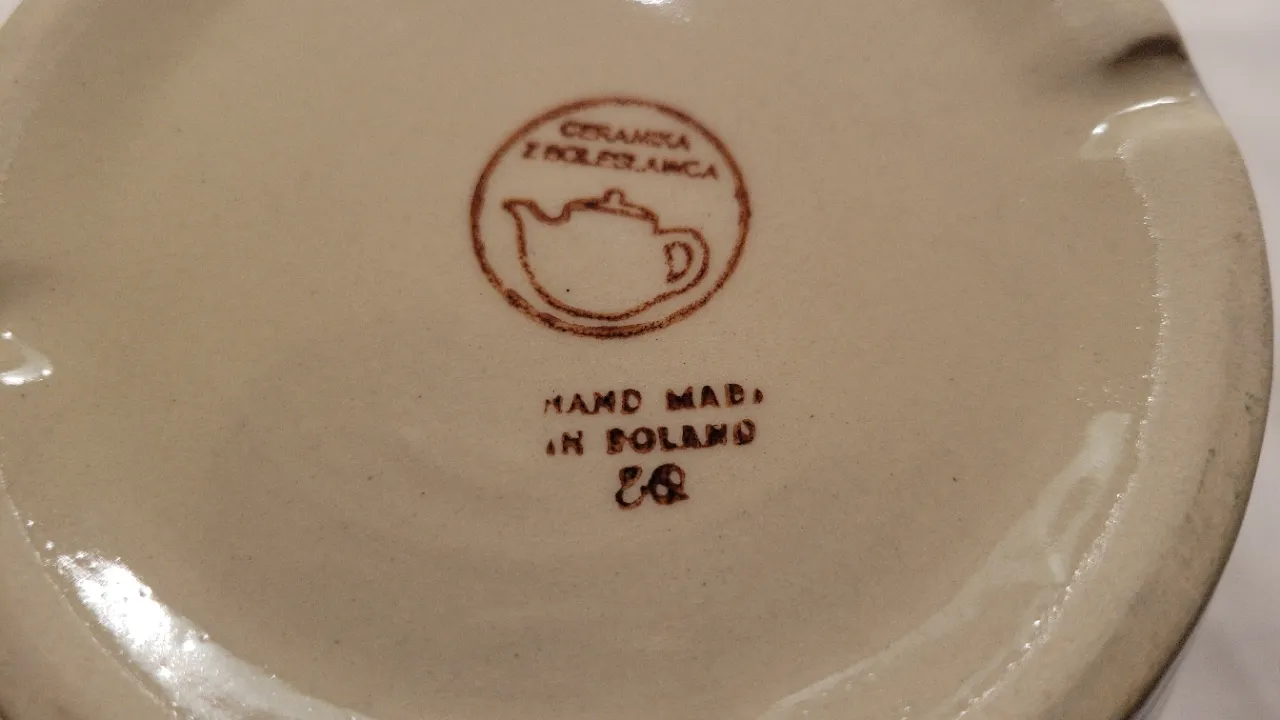 CERAMIKA
Z BOLESLAWCA
HAND MADE
IN POLAND